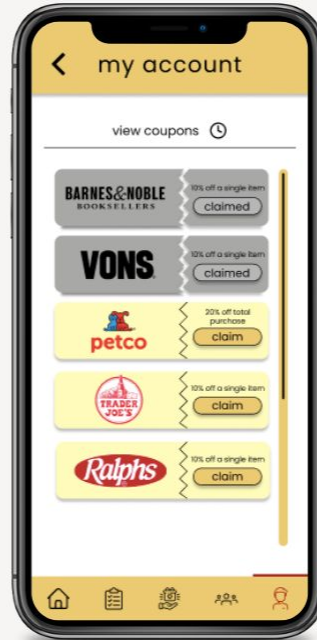 my account
view coupons
BARNES&NOBLE
BOOKSELLERS
10% off a single item
claimed
VONS
10% off a single item
claimed
petco
20% off total
purchase
claim
TRADER
JOE'S
10% off a single item
claim
Ralphs
10% off a single item
claim